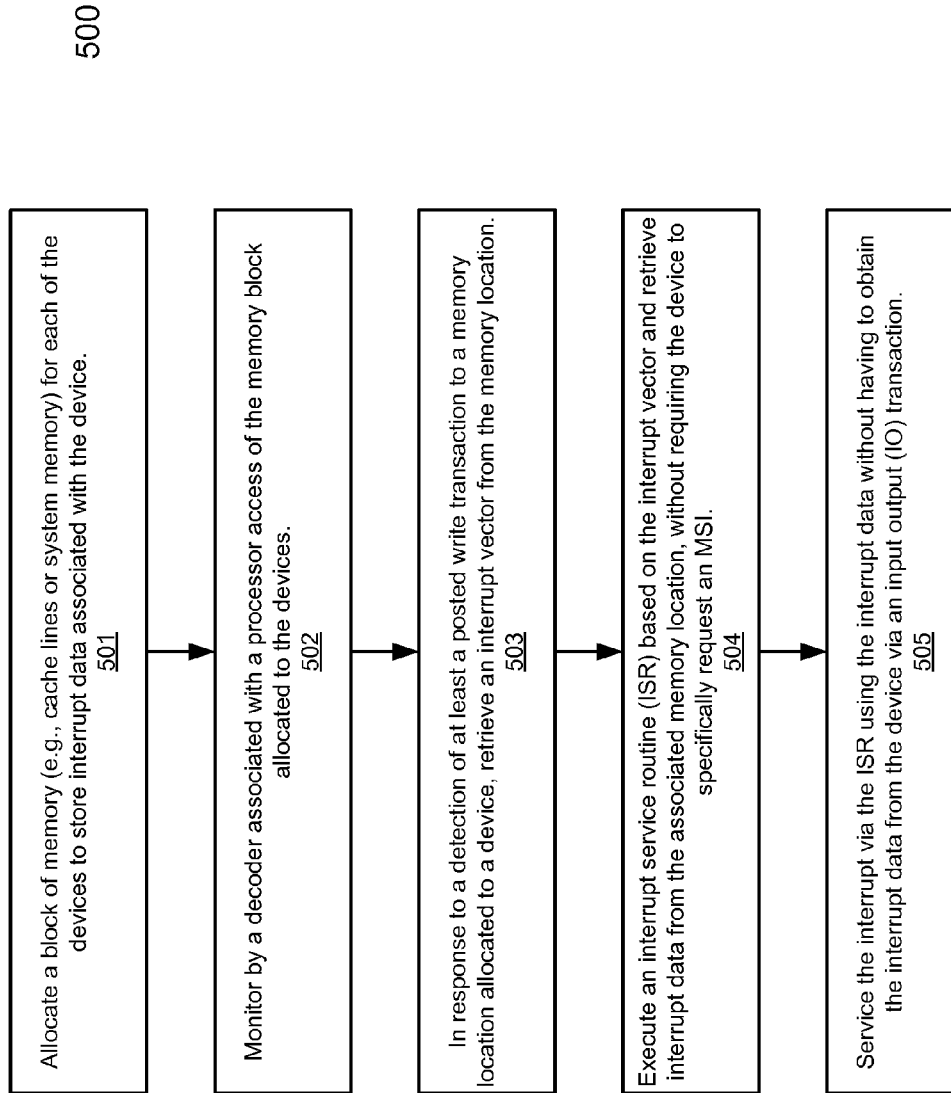 500
Allocate a block of memory (e.g., cache lines or system memory) for each of the
devices to store interrupt data associated with the device.
501
Monitor by a decoder associated with a processor access of the memory block
allocated to the devices.
502
In response to a detection of at least a posted write transaction to a memory
location allocated to a device, retrieve an interrupt vector from the memory location.
503
Execute an interrupt service routine (ISR) based on the interrupt vector and retrieve
interrupt data from the associated memory location, without requiring the device to
specifically request an MSI.
504
Service the interrupt via the ISR using the interrupt data without having to obtain
the interrupt data from the device via an input output (IO) transaction.
505